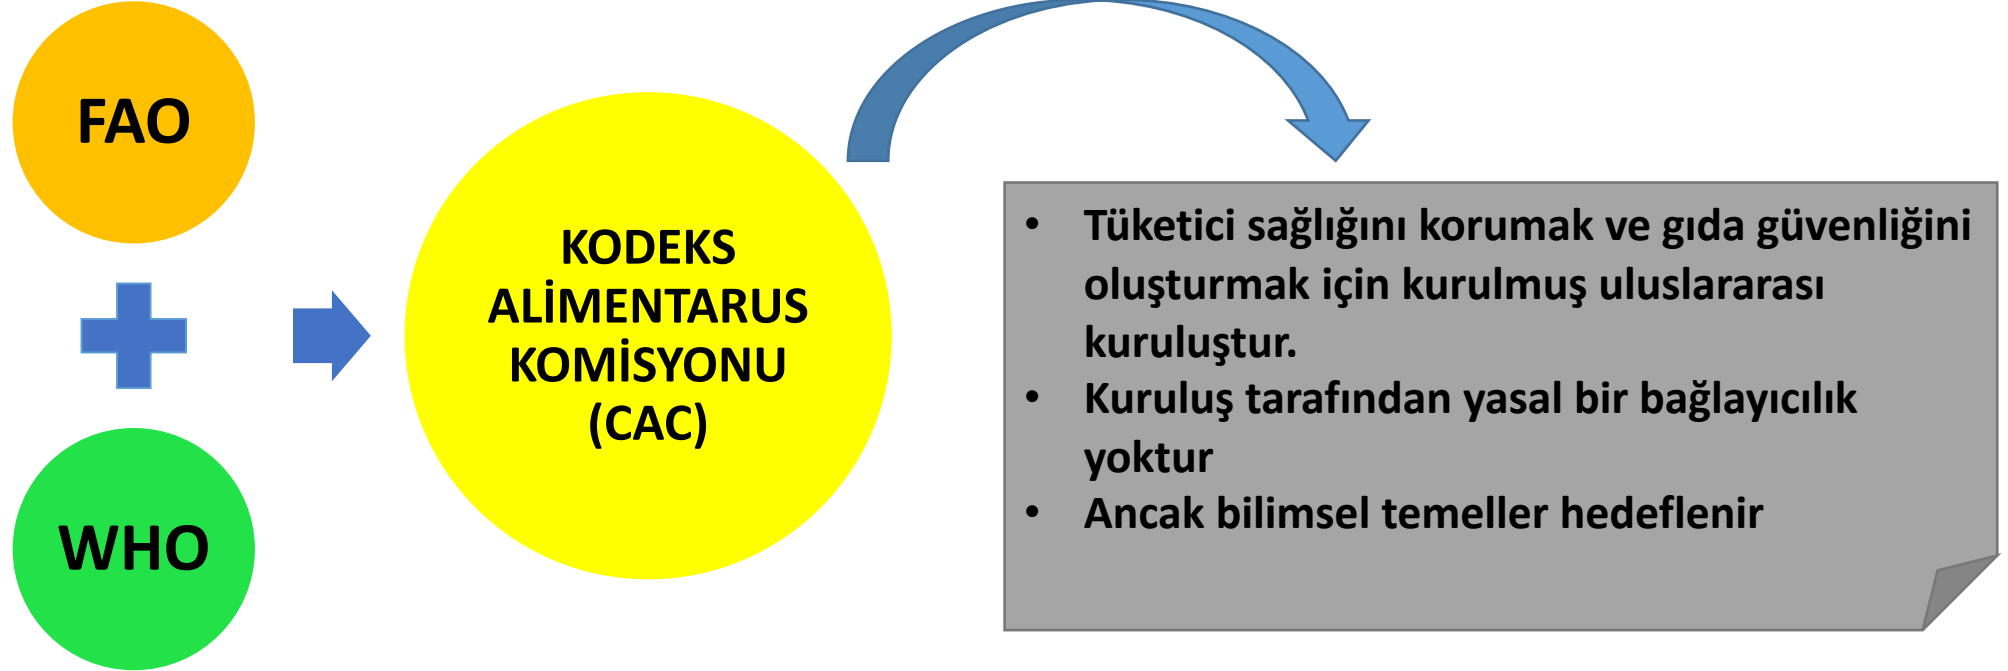 FAO
WHO
KODEKS
ALİMENTARUS
KOMİSYONU
(CAC)
• Tüketici sağlığını korumak ve gıda güvenliğini
oluşturmak için kurulmuş uluslararası
kuruluştur.
• Kuruluş tarafından yasal bir bağlayıcılık
yoktur
• Ancak bilimsel temeller hedeflenir